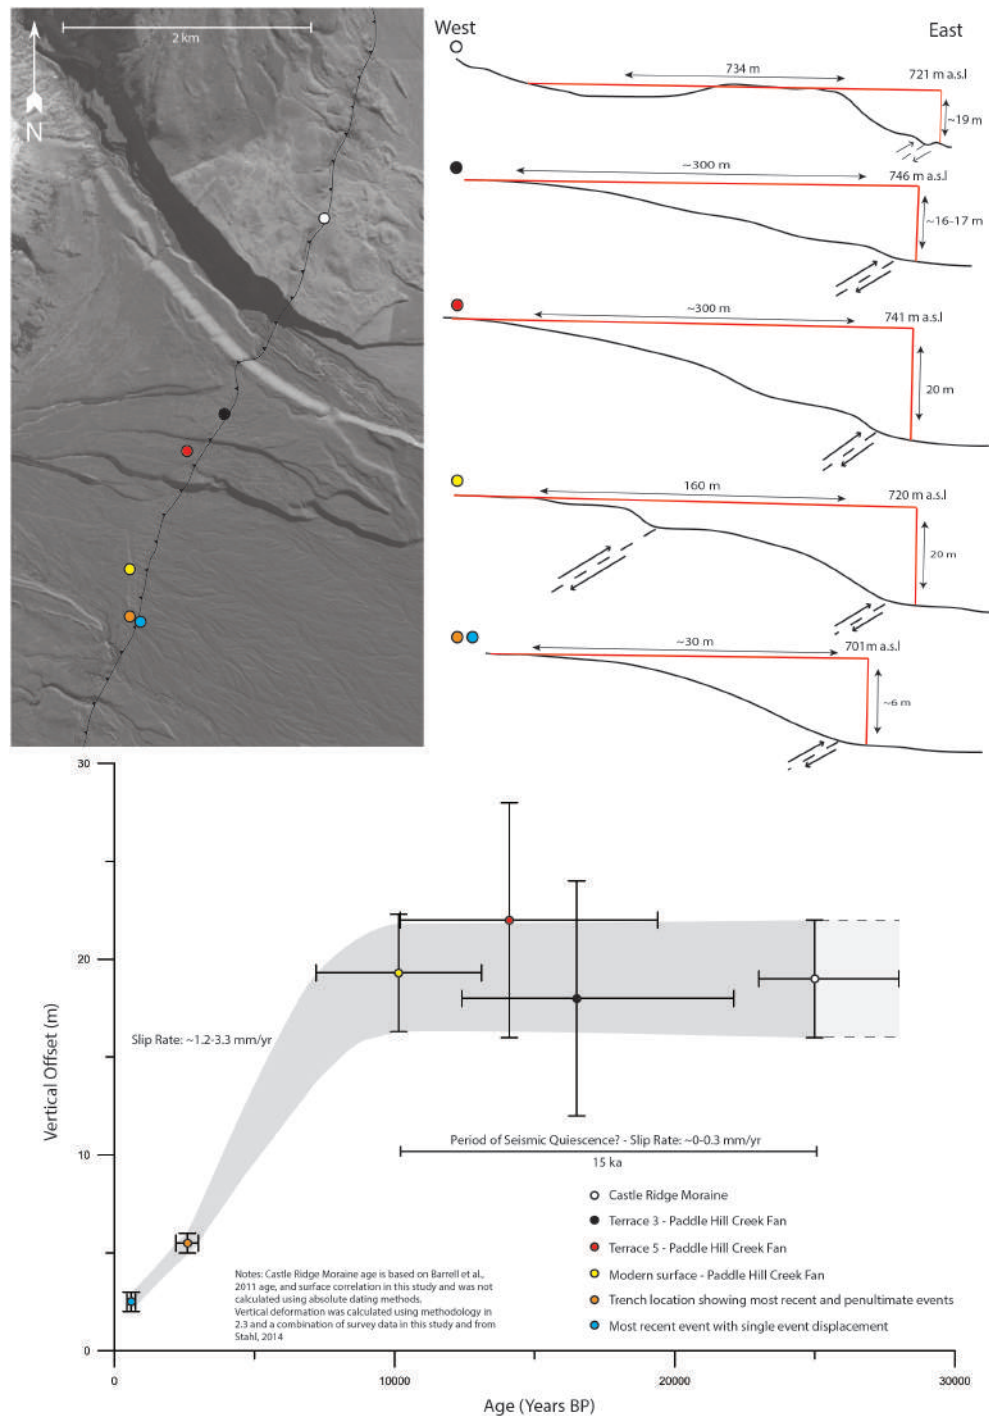 2 km
N
West
East
734 m
721 m a.s.l
~19 m
~300 m
746 m a.s.l
~16-17 m
~300 m
741 m a.s.l
20 m
160 m
720 m a.s.l
20 m
~30 m
701m a.s.l
~6 m
30
20
10
0
Vertical Offset (m)
Slip Rate: ~1.2-3.3 mm/yr
Period of Seismic Quiescence? - Slip Rate: ~0-0.3 mm/yr
15 ka
Castle Ridge Moraine
Terrace 3 - Paddle Hill Creek Fan
Terrace 5 - Paddle Hill Creek Fan
Modern surface - Paddle Hill Creek Fan
Trench location showing most recent and penultimate events
Most recent event with single event displacement
Notes: Castle Ridge Moraine age is based on Barrell et al.,
2011 age, and surface correlation in this study and was not
calculated using absolute dating methods.
Vertical deformation was calculated using methodology in
2.3 and a combination of survey data in this study and from
Stahl, 2014
0
10000
20000
30000
Age (Years BP)